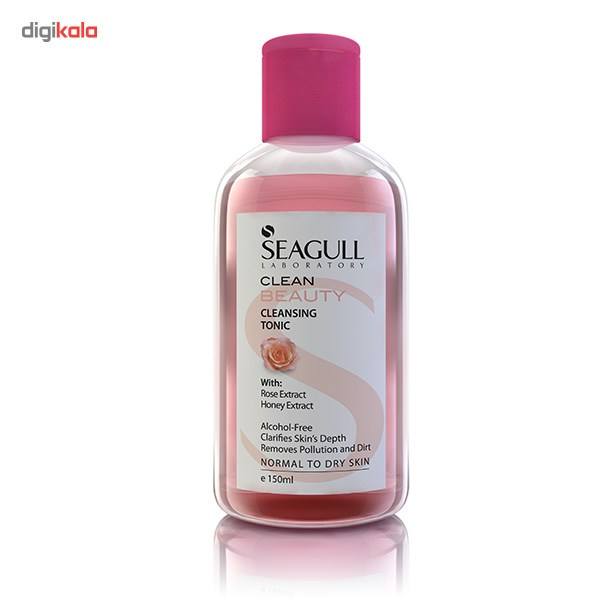 digikala
SEAGULL
LABORATORY
CLEAN
BEAUTY
CLEANSING
TONIC
With:
Rose Extract
Honey Extract
Alcohol-Free
Clarifies Skin's Depth
Removes Pollution and Dirt
NORMAL TO DRY SKIN
e 150ml